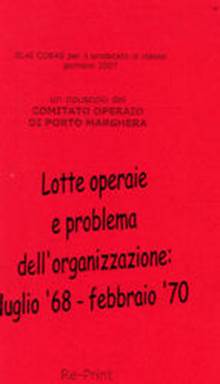 SLAI COBAS per il sindacato di classe
gennaio 2007
un opuscolo del
COMITATO OPERAIO
DI PORTO MARGHERA
Lotte operaie
e problema
dell'organizzazione:
luglio '68 - febbraio '70
Re-Print